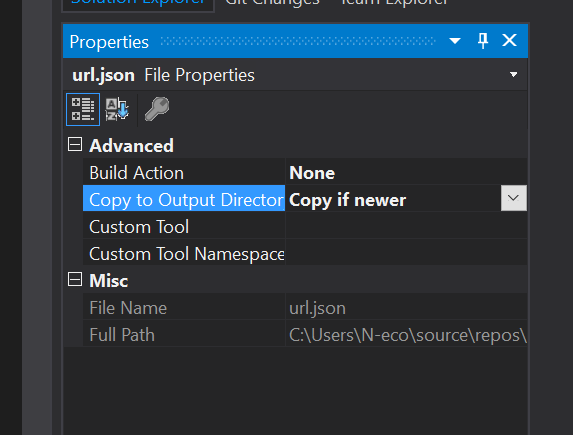 Solution Explorer Git Changes Team Explorer
Properties
url.json File Properties
Advanced
Build Action None
Copy to Output Director Copy if newer
Custom Tool
Custom Tool Namespace
Misc
File Name url.json
Full Path C:\Users\N-eco\source\repos\